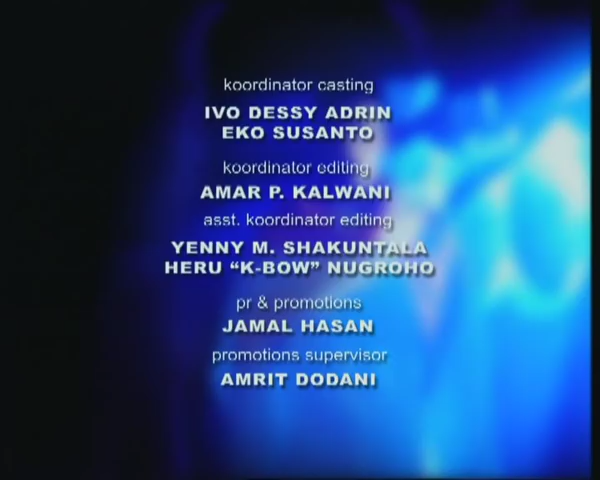 koordinator casting
IVO DESSY ADRIN
EKO SUSANTO
koordinator editing
AMAR P. KALWANI
asst. koordinator editing
YENNY M. SHAKUNTALA
HERU “K-BOW” NUGROHO
pr & promotions
JAMAL HASAN
promotions supervisor
AMRIT DODANI